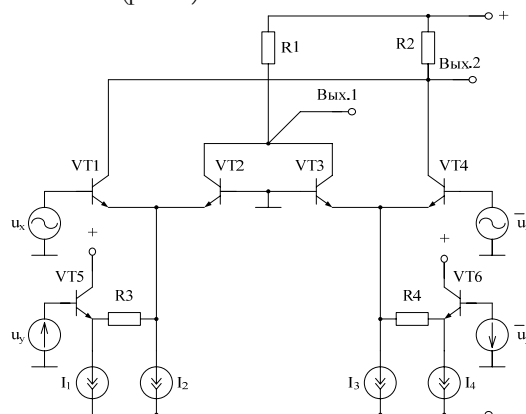 +
R1
R2
Вых.2
Вых.1
VT1
VT2
VT3
VT4
uₓ
+
+
VT5
VT6
R3
R4
u_y
I₁
I₂
I₃
I₄